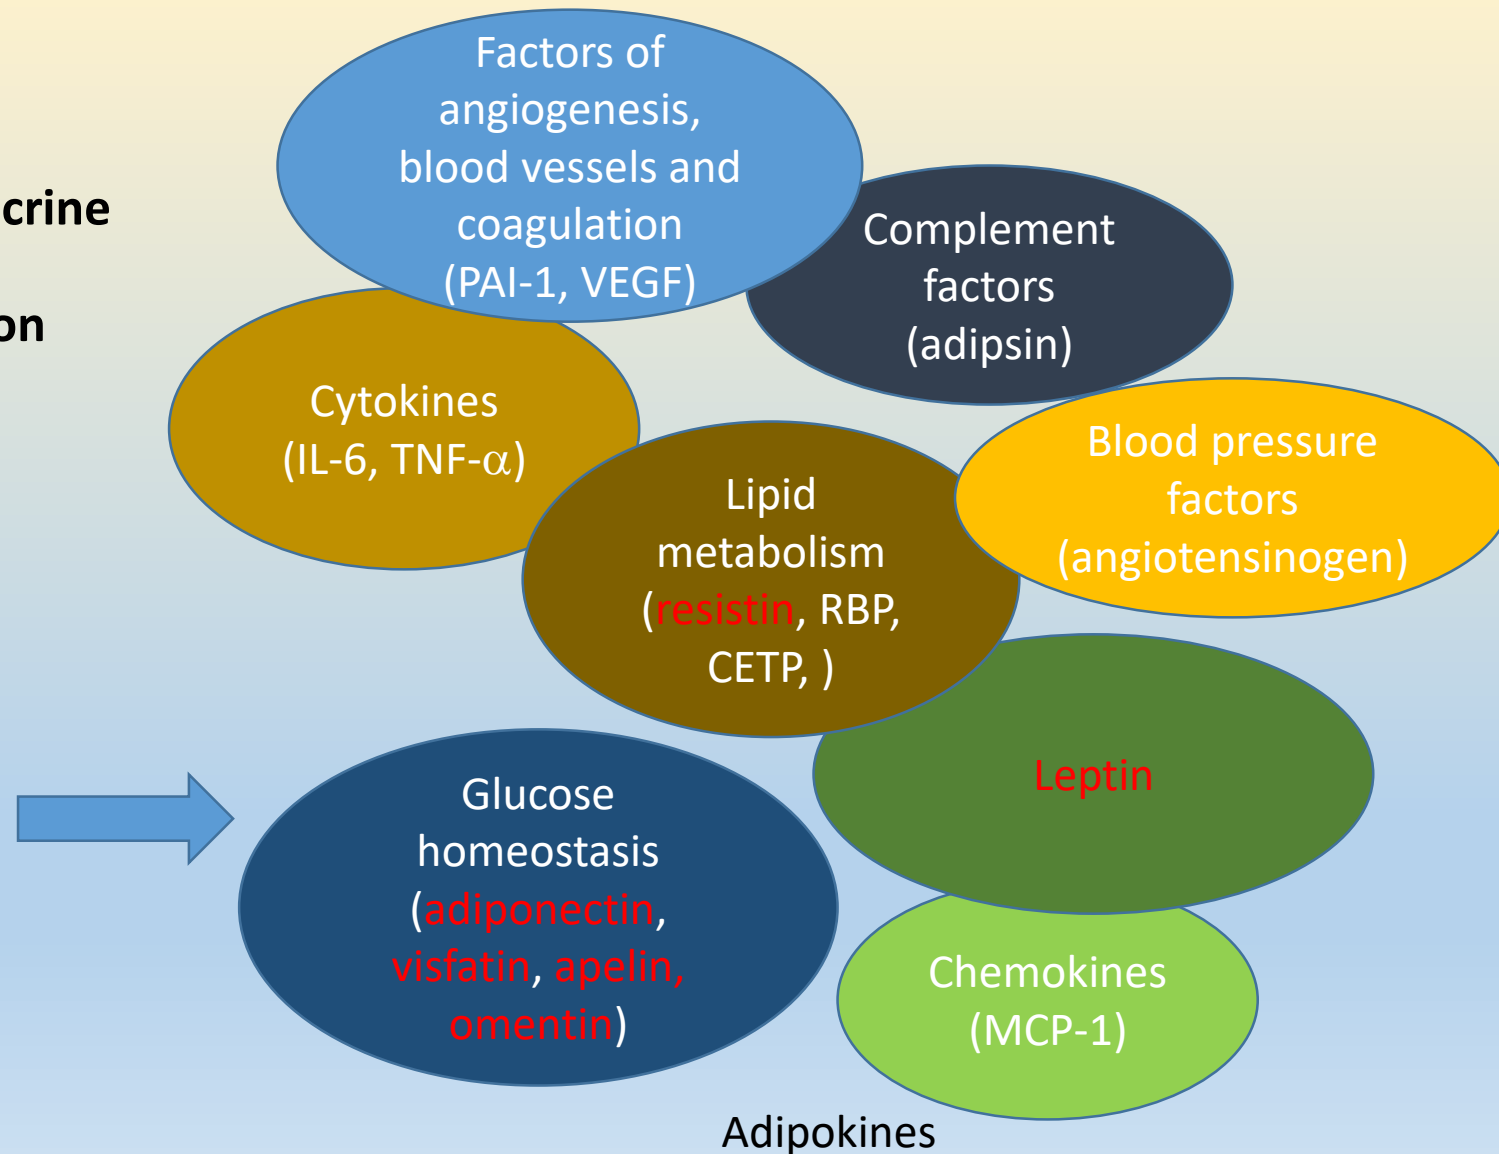 crine
on
Factors of
angiogenesis,
blood vessels and
coagulation
(PAI-1, VEGF)
Complement
factors
(adipsin)
Cytokines
(IL-6, TNF-α)
Blood pressure
factors
(angiotensinogen)
Lipid
metabolism
(resistin, RBP,
CETP, )
Leptin
Glucose
homeostasis
(adiponectin,
visfatin, apelin,
omentin)
Chemokines
(MCP-1)
Adipokines